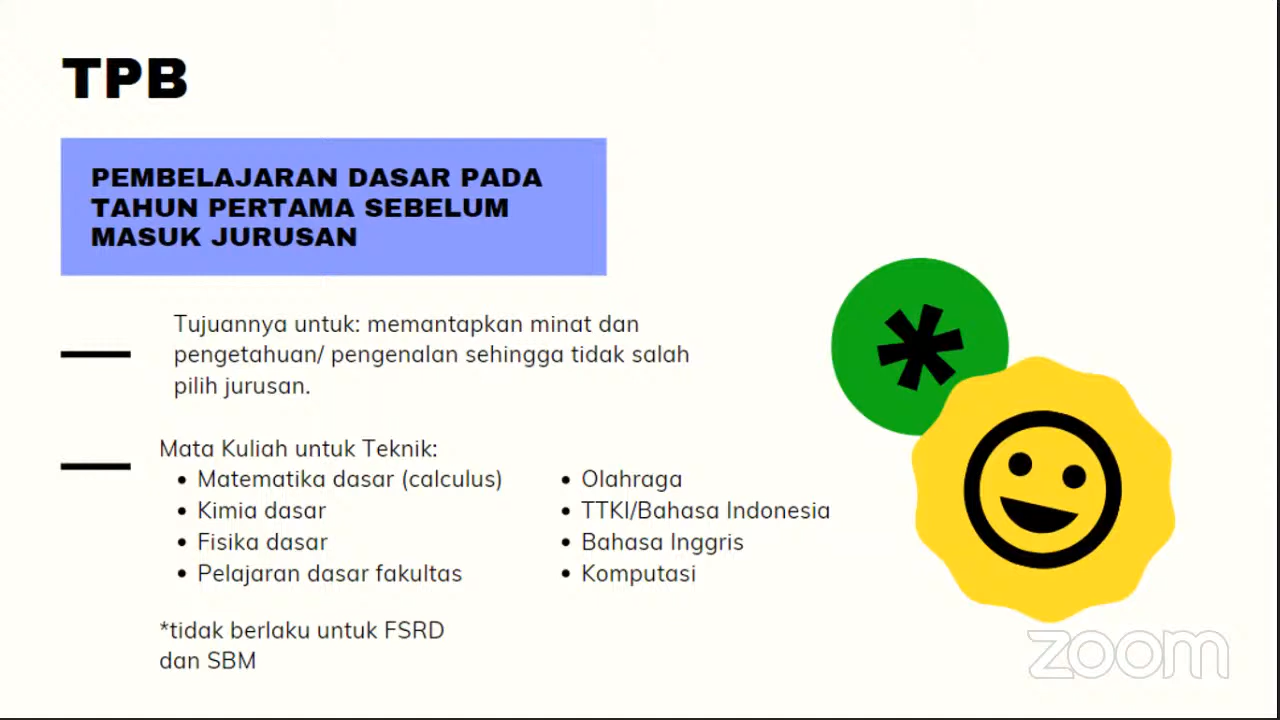 TPB
PEMBELAJARAN DASAR PADA
TAHUN PERTAMA SEBELUM
MASUK JURUSAN
Tujuannya untuk: memantapkan minat dan
pengetahuan/ pengenalan sehingga tidak salah
pilih jurusan.
Mata Kuliah untuk Teknik:
• Matematika dasar (calculus)
• Kimia dasar
• Fisika dasar
• Pelajaran dasar fakultas
• Olahraga
• TTKI/Bahasa Indonesia
• Bahasa Inggris
• Komputasi
*tidak berlaku untuk FSRD
dan SBM
zoom